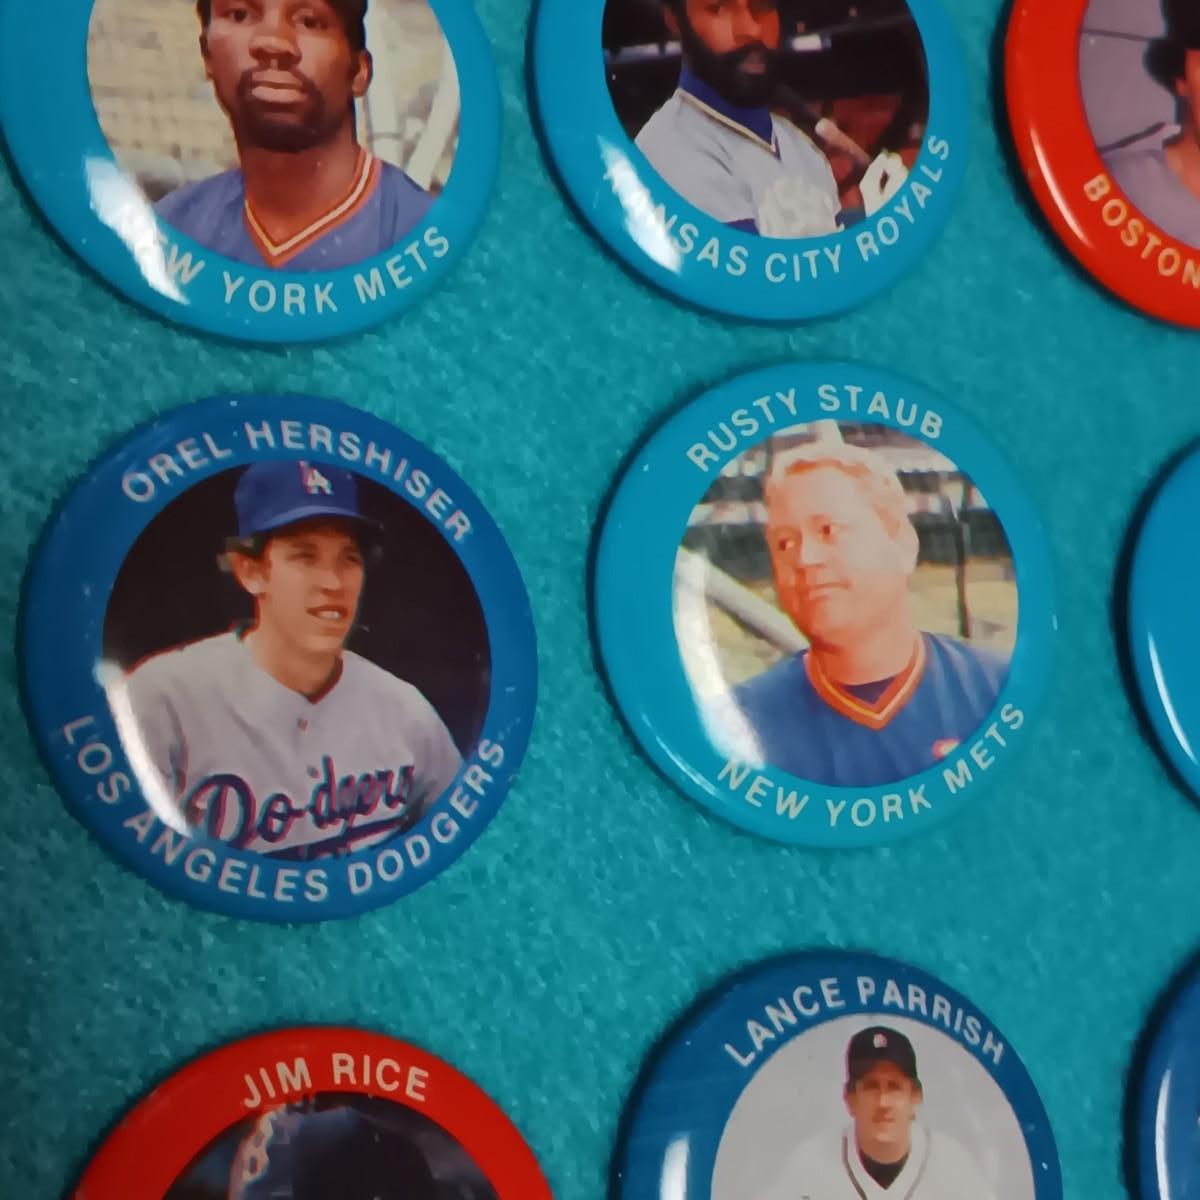 NEW YORK METS
KANSAS CITY ROYALS
BOSTON
OREL HERSHISER
LA
Dodgers
LOS ANGELES DODGERS
RUSTY STAUB
NEW YORK METS
JIM RICE
LANCE PARRISH